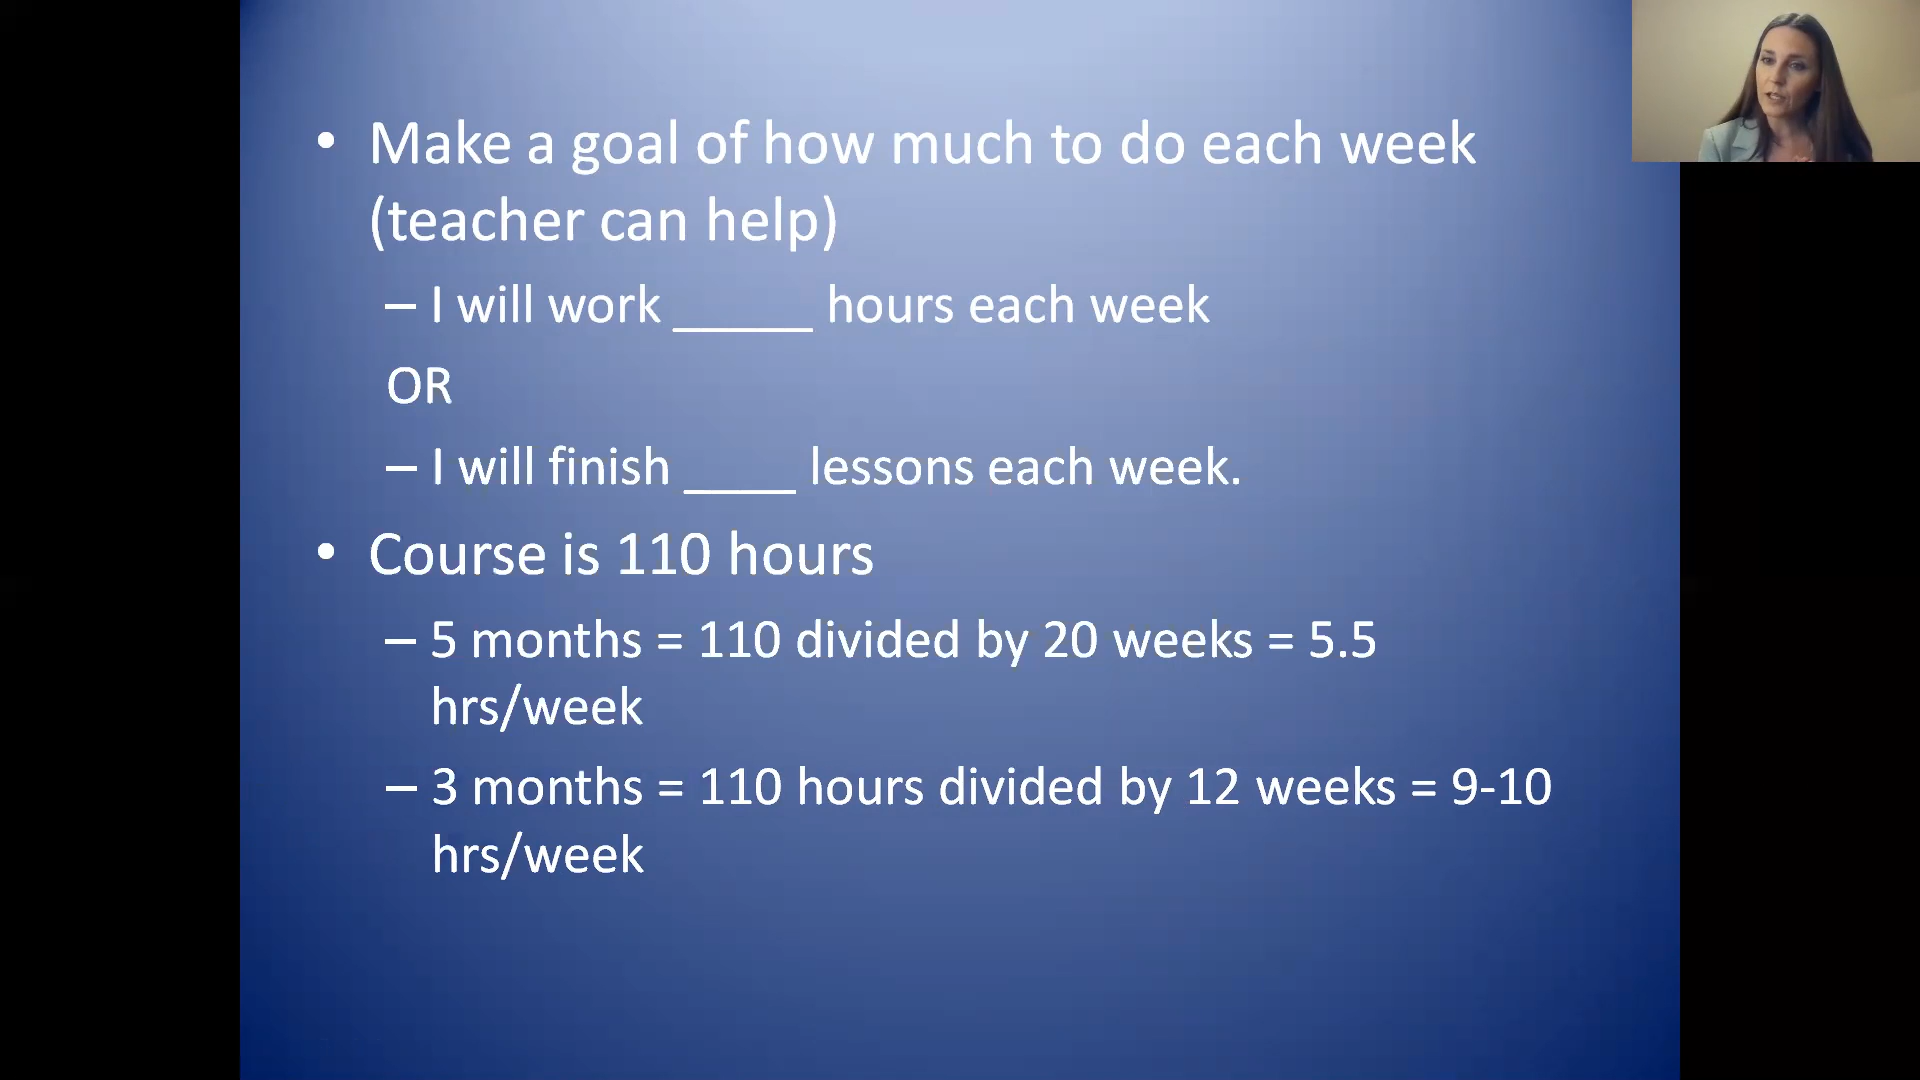 • Make a goal of how much to do each week
(teacher can help)
– I will work _____ hours each week
OR
– I will finish ____ lessons each week.
• Course is 110 hours
– 5 months = 110 divided by 20 weeks = 5.5
hrs/week
– 3 months = 110 hours divided by 12 weeks = 9-10
hrs/week